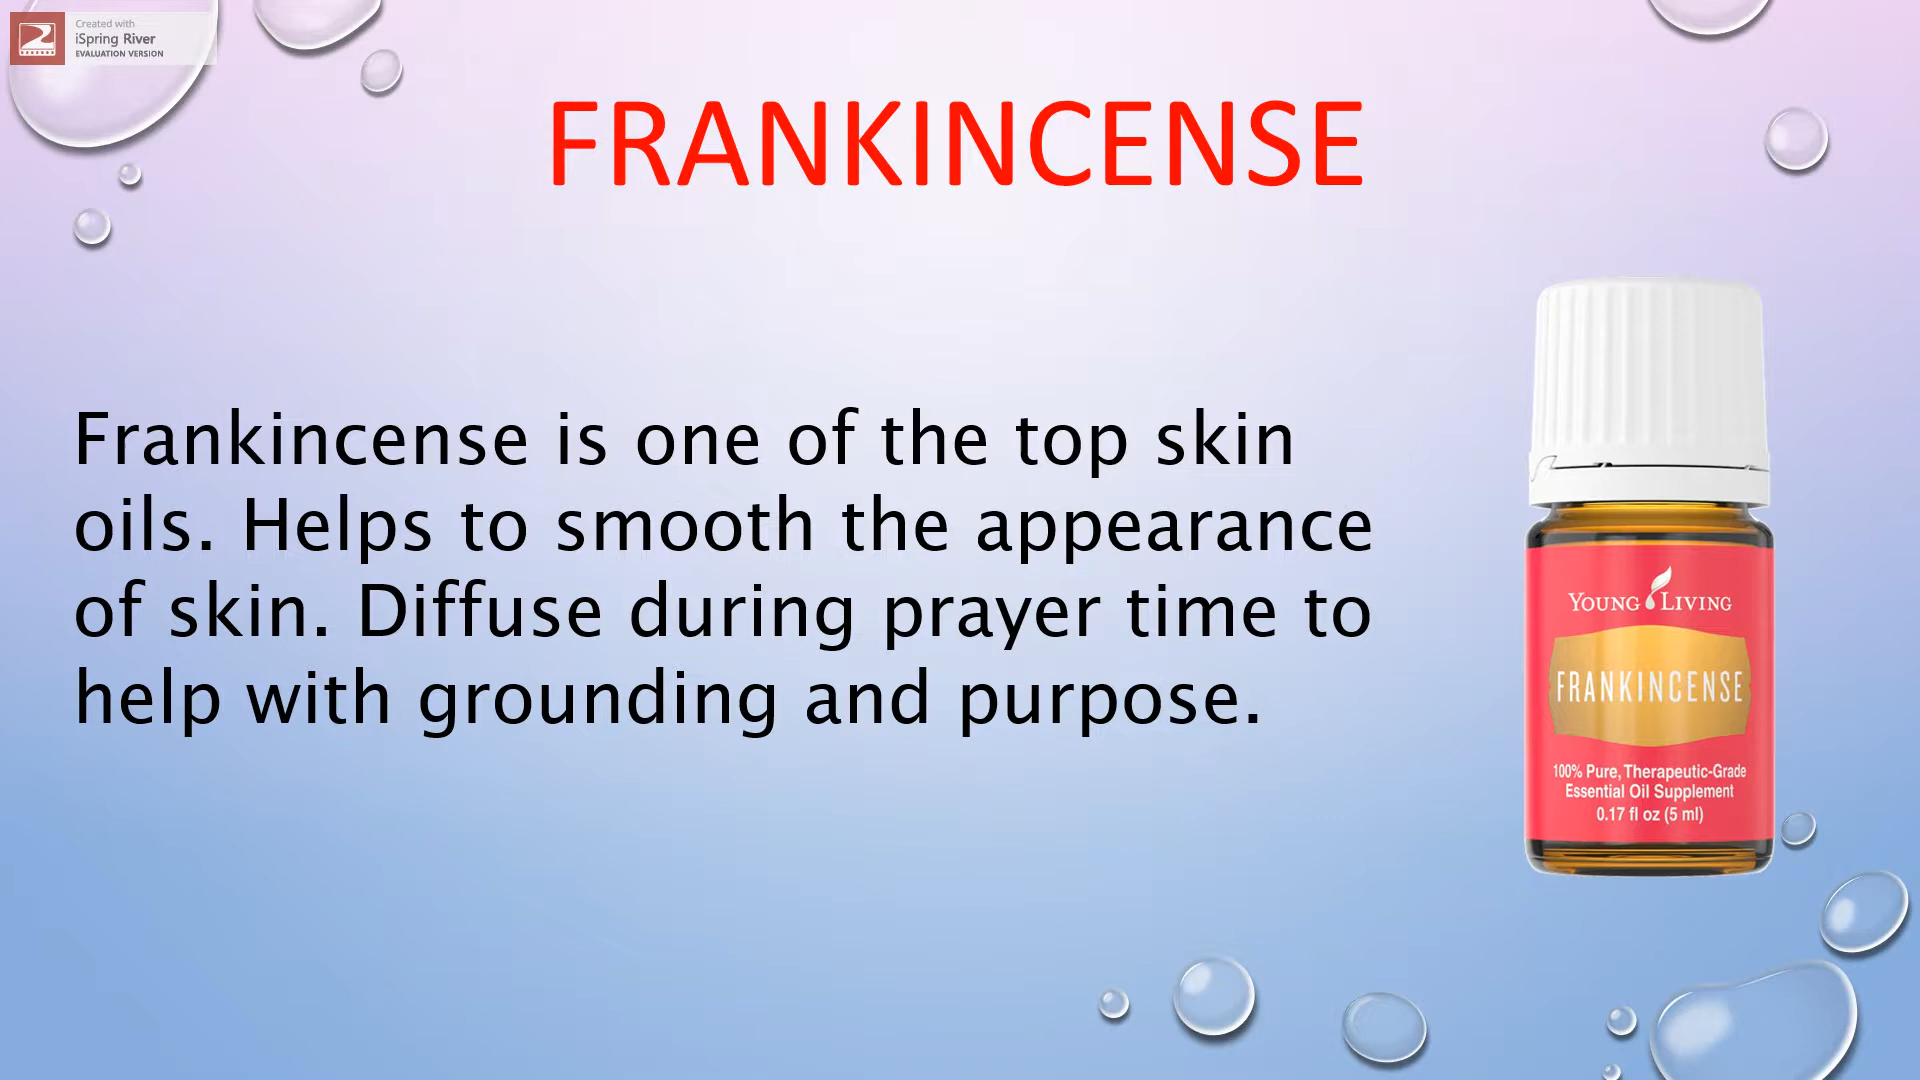 Created with
iSpring River
EVALUATION VERSION
FRANKINCENSE
Frankincense is one of the top skin
oils. Helps to smooth the appearance
of skin. Diffuse during prayer time to
help with grounding and purpose.
YOUNG LIVING
FRANKINCENSE
100% Pure, Therapeutic-Grade
Essential Oil Supplement
0.17 fl oz (5 ml)